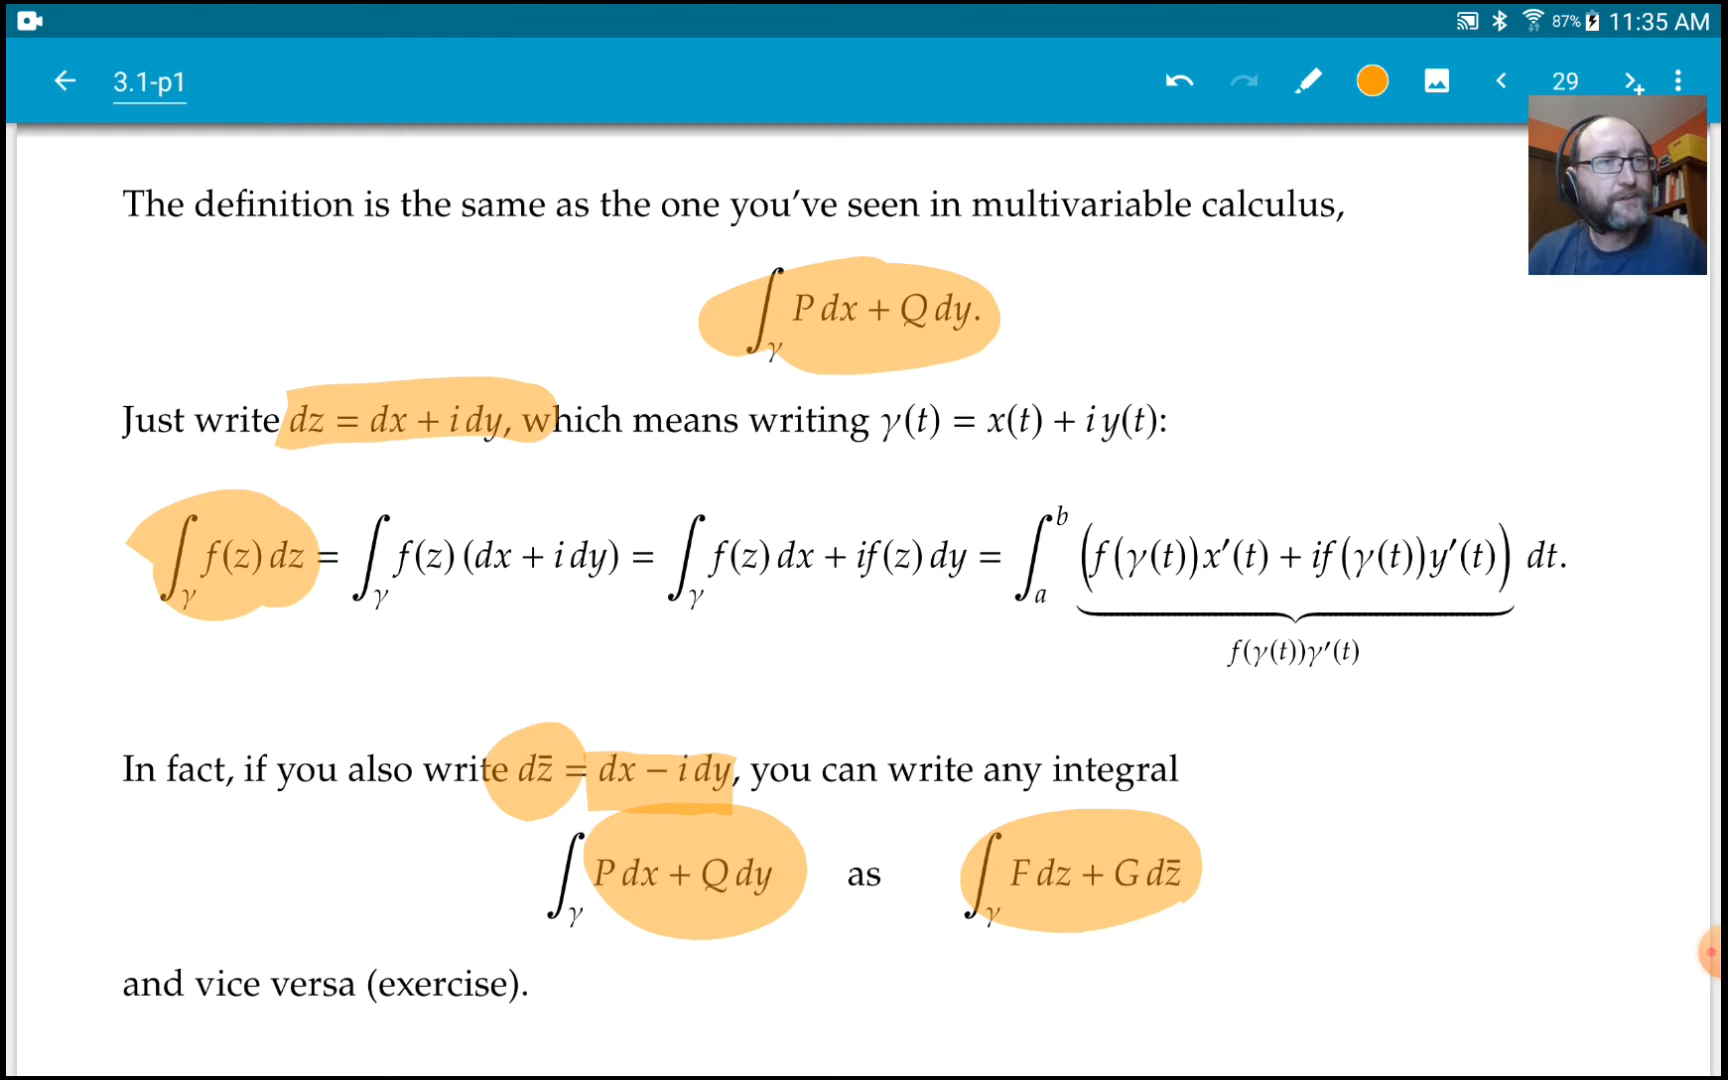 87% 11:35 AM
3.1-p1
29
The definition is the same as the one you've seen in multivariable calculus,
∫_γ P dx + Q dy.
Just write dz = dx + i dy, which means writing γ(t) = x(t) + i y(t):
∫_γ f(z) dz = ∫_γ f(z) (dx + i dy) = ∫_γ f(z) dx + if(z) dy = ∫_a^b (f(γ(t))x′(t) + if(γ(t))y′(t)) dt.
f(γ(t))γ′(t)
In fact, if you also write dz̄ = dx − i dy, you can write any integral
∫_γ P dx + Q dy as ∫_γ F dz + G dz̄
and vice versa (exercise).